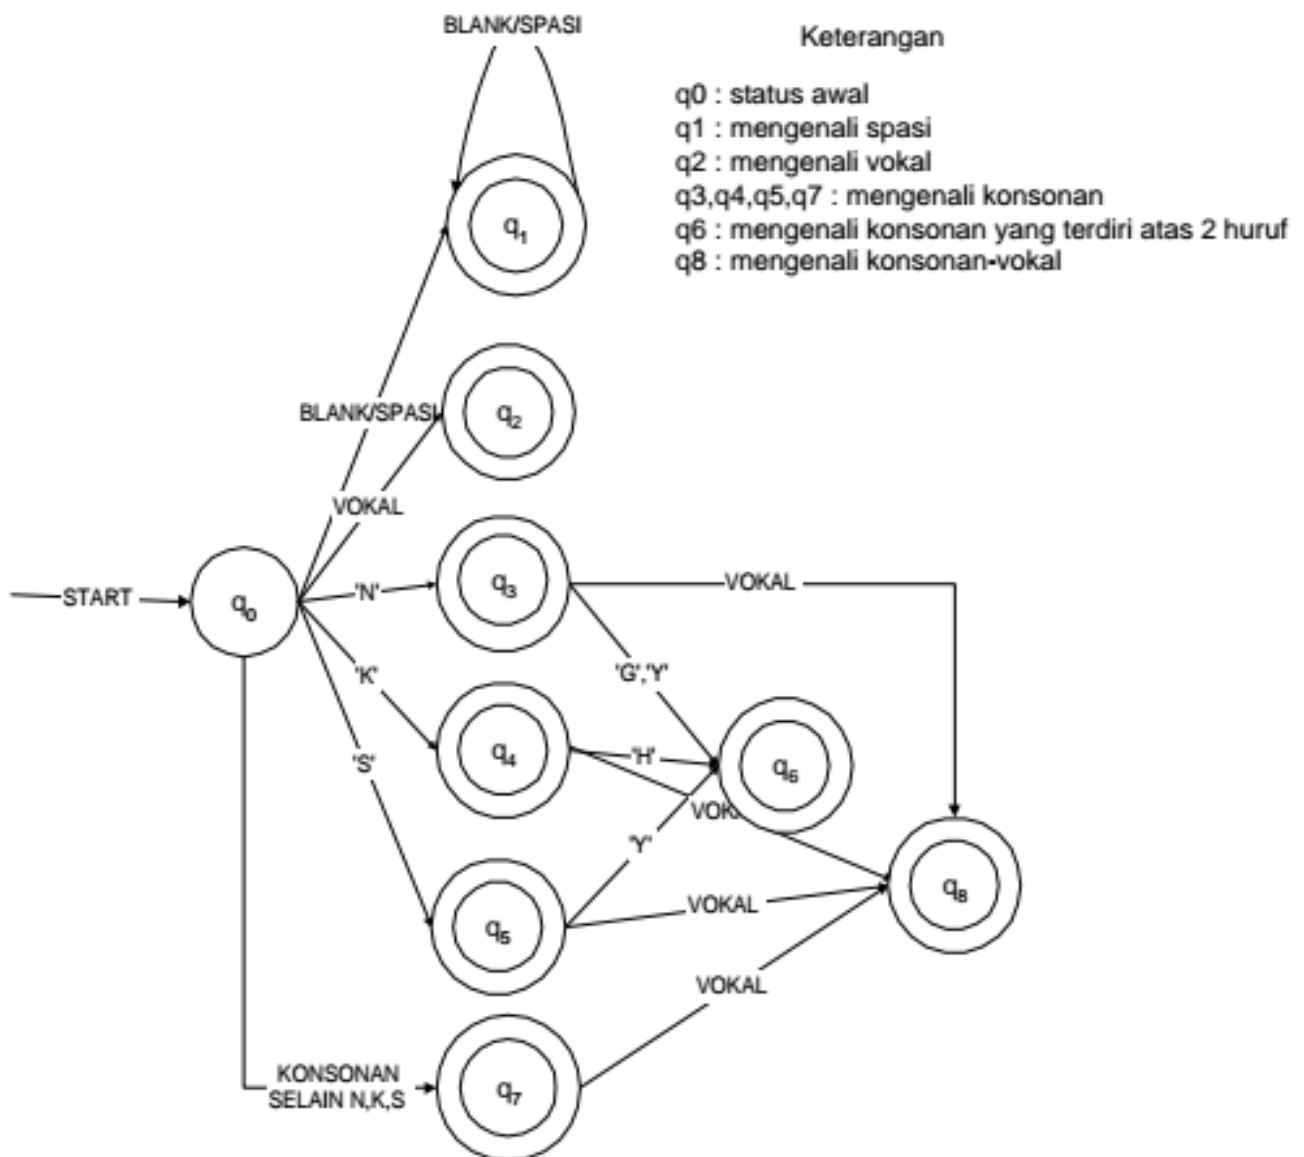 BLANK/SPASI
Keterangan
q0 : status awal
q1 : mengenali spasi
q2 : mengenali vokal
q3,q4,q5,q7 : mengenali konsonan
q6 : mengenali konsonan yang terdiri atas 2 huruf
q8 : mengenali konsonan-vokal
q1
BLANK/SPASI
q2
VOKAL
START
q0
'N'
q3
VOKAL
'K'
'G','Y'
'S'
q4
'H'
q6
VOKA
'Y'
q8
q5
VOKAL
VOKAL
KONSONAN
SELAIN N,K,S
q7